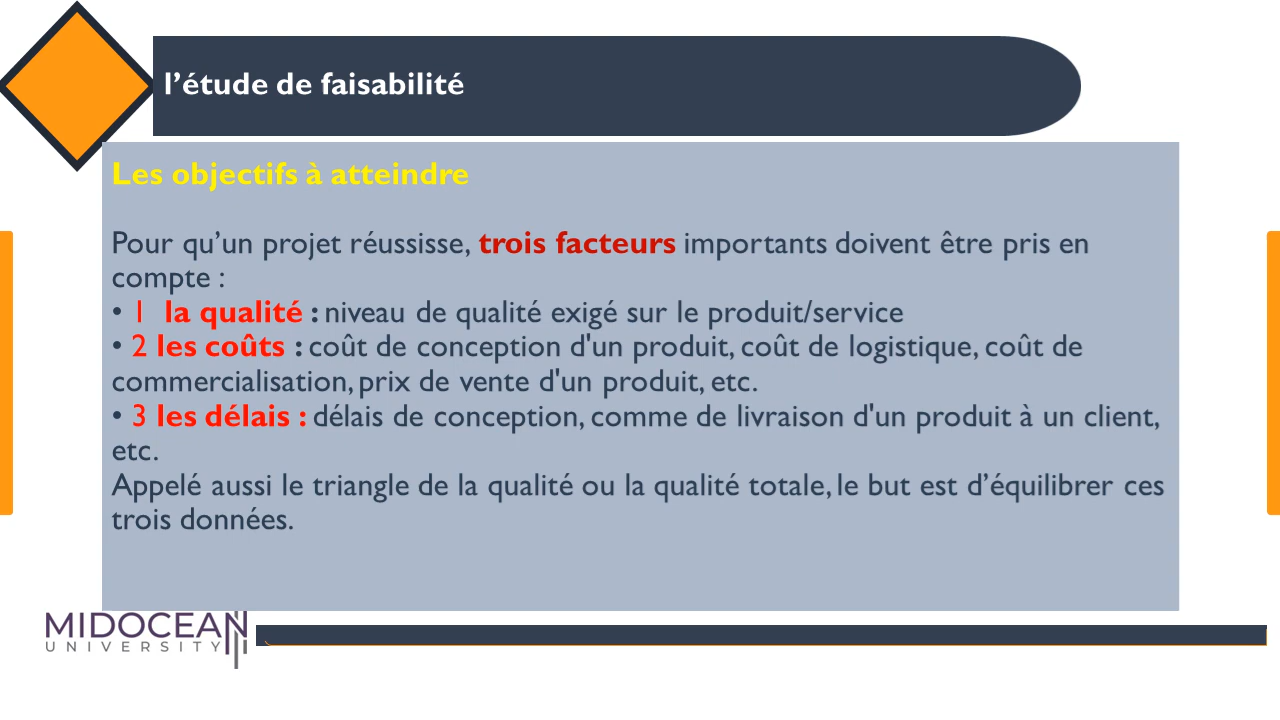 l’étude de faisabilité
Les objectifs à atteindre
Pour qu’un projet réussisse, trois facteurs importants doivent être pris en
compte :
• 1 la qualité : niveau de qualité exigé sur le produit/service
• 2 les coûts : coût de conception d'un produit, coût de logistique, coût de
commercialisation, prix de vente d'un produit, etc.
• 3 les délais : délais de conception, comme de livraison d'un produit à un client,
etc.
Appelé aussi le triangle de la qualité ou la qualité totale, le but est d’équilibrer ces
trois données.
MIDOCEAN
UNIVERSITY